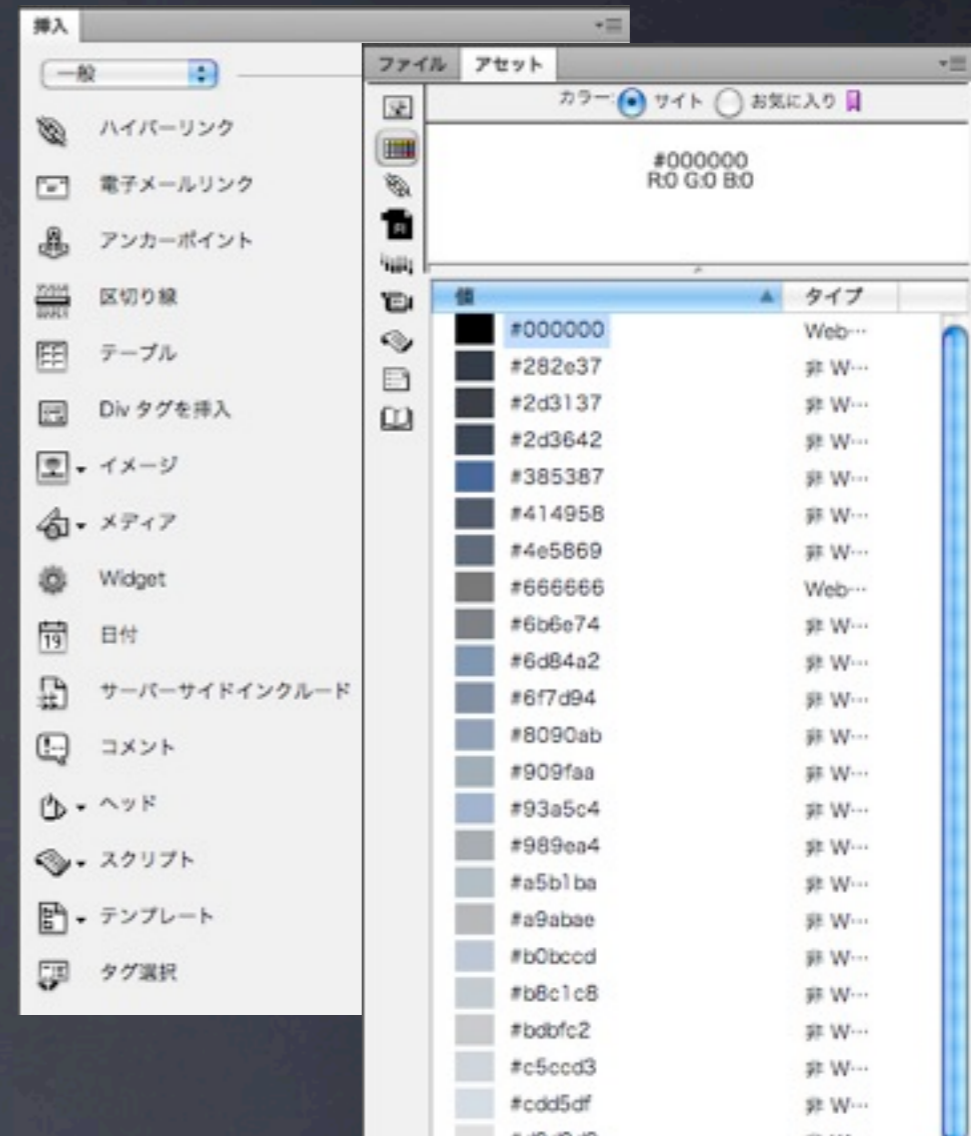 挿入
一般
ハイパーリンク
電子メールリンク
アンカーポイント
区切り線
テーブル
Div タグを挿入
イメージ
メディア
Widget
19
日付
サーバーサイドインクルード
コメント
ヘッド
スクリプト
テンプレート
タグ選択
ファイル アセット
カラー: サイト お気に入り
#000000
R:0 G:0 B:0
値 タイプ
#000000 Web…
#282e37 非 W…
#2d3137 非 W…
#2d3642 非 W…
#385387 非 W…
#414958 非 W…
#4e5869 非 W…
#666666 Web…
#6b6e74 非 W…
#6d84a2 非 W…
#6f7d94 非 W…
#8090ab 非 W…
#909faa 非 W…
#93a5c4 非 W…
#989ea4 非 W…
#a5b1ba 非 W…
#a9abae 非 W…
#b0bccd 非 W…
#b8c1c8 非 W…
#bdbfc2 非 W…
#c5ccd3 非 W…
#cdd5df 非 W…